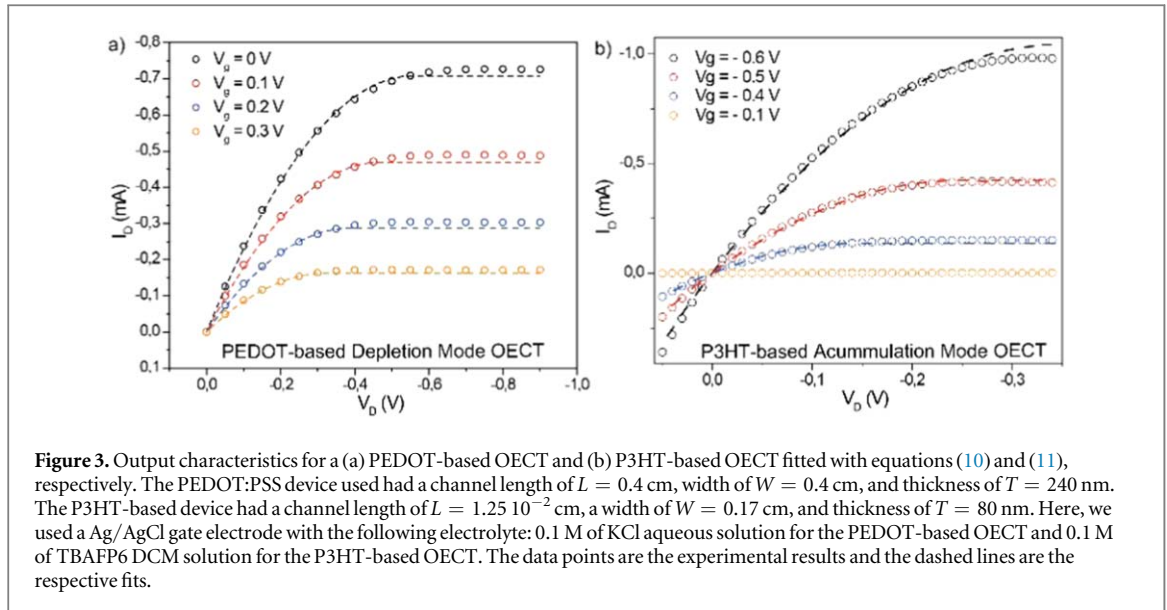 a)
-0,8
-0.7
-0.6
-0.5
-0.4
-0.3
-0.2
-0.1
0.0
0.1
I_D (mA)
V_g = 0 V
V_g = 0.1 V
V_g = 0.2 V
V_g = 0.3 V
PEDOT-based Depletion Mode OECT
0,0
-0,2
-0,4
-0,6
-0,8
-1,0
V_D (V)
b)
-1,0
-0,5
0,0
I_D (mA)
Vg = - 0.6 V
Vg = - 0.5 V
Vg = - 0.4 V
Vg = - 0.1 V
P3HT-based Acummulation Mode OECT
0,0
-0,1
-0,2
-0,3
V_D (V)
Figure 3. Output characteristics for a (a) PEDOT-based OECT and (b) P3HT-based OECT fitted with equations (10) and (11),
respectively. The PEDOT:PSS device used had a channel length of L = 0.4 cm, width of W = 0.4 cm, and thickness of T = 240 nm.
The P3HT-based device had a channel length of L = 1.25 10⁻² cm, a width of W = 0.17 cm, and thickness of T = 80 nm. Here, we
used a Ag/AgCl gate electrode with the following electrolyte: 0.1 M of KCl aqueous solution for the PEDOT-based OECT and 0.1 M
of TBAFP6 DCM solution for the P3HT-based OECT. The data points are the experimental results and the dashed lines are the
respective fits.